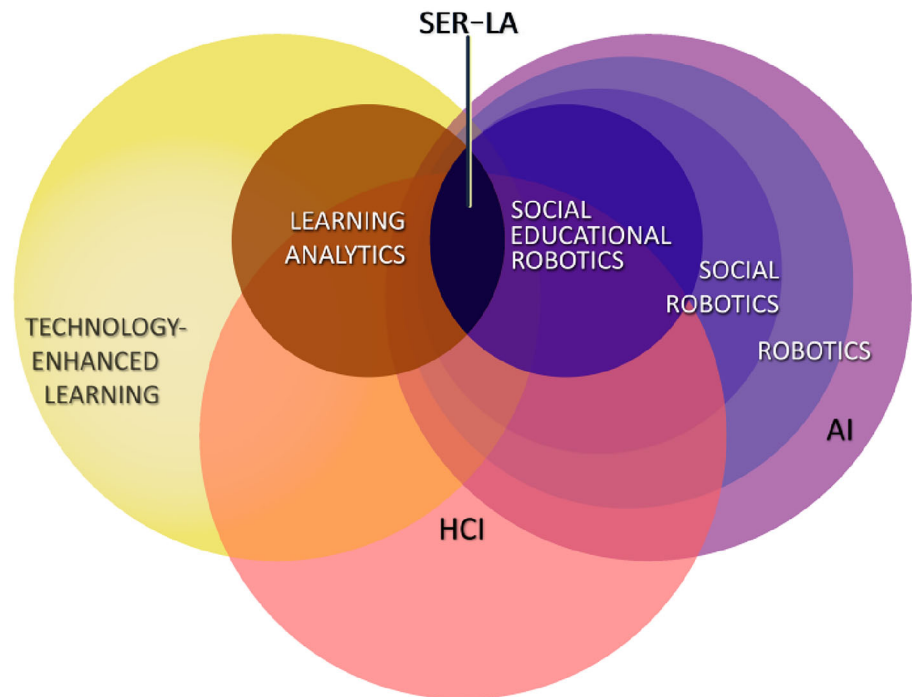 SER-LA
LEARNING
ANALYTICS
SOCIAL
EDUCATIONAL
ROBOTICS
SOCIAL
ROBOTICS
ROBOTICS
TECHNOLOGY-
ENHANCED
LEARNING
AI
HCI